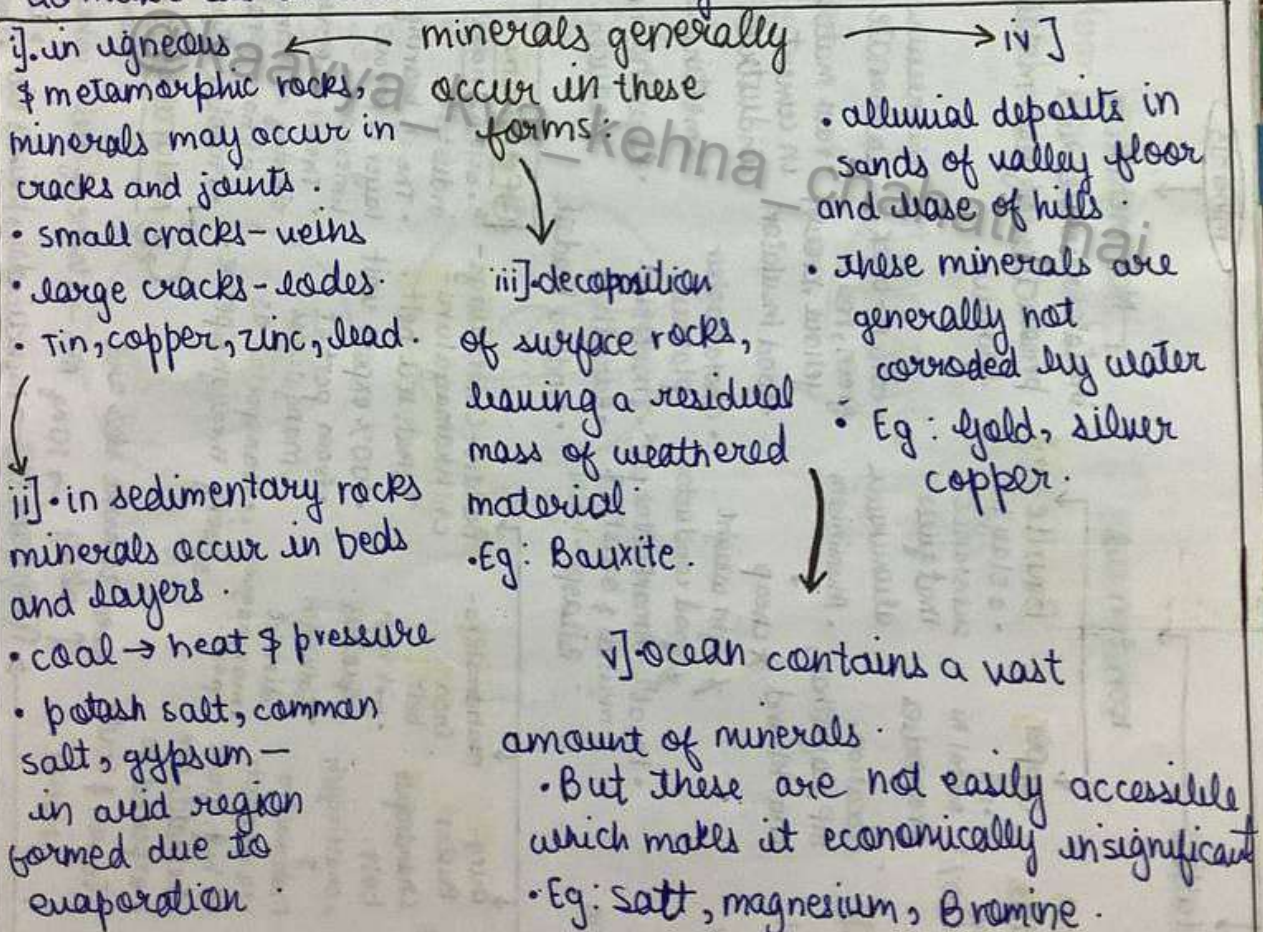 minerals generally
occur in these
forms:
i]. in igneous
& metamorphic rocks,
minerals may occur in
cracks and joints.
• small cracks - veins
• large cracks - lodes.
• Tin, copper, zinc, lead.
ii]. in sedimentary rocks
minerals occur in beds
and layers.
• coal → heat & pressure
• potash salt, common
salt, gypsum —
in arid region
formed due to
evaporation.
iii]. decoposition
of surface rocks,
leaving a residual
mass of weathered
material.
• Eg: Bauxite.
iv]
• alluvial deposits in
sands of valley floor
and base of hills.
• these minerals are
generally not
corroded by water
• Eg: Gold, silver
copper.
v]. ocean contains a vast
amount of minerals.
• But these are not easily accessible
which makes it economically insignificant
• Eg: Salt, magnesium, Bromine.
@kaavya_kya_kehna_chahati_hai